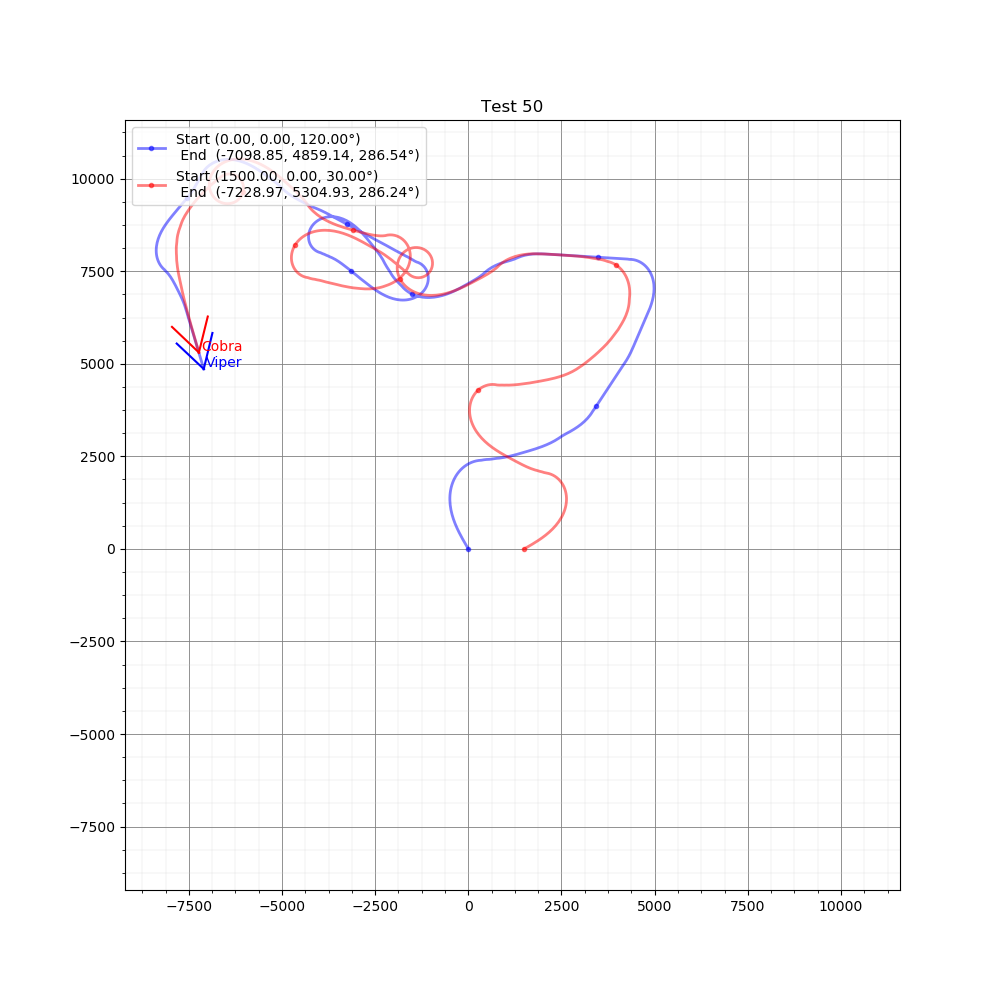 Test 50
Start (0.00, 0.00, 120.00°)
End (-7098.85, 4859.14, 286.54°)
Start (1500.00, 0.00, 30.00°)
End (-7228.97, 5304.93, 286.24°)
10000
7500
5000
2500
0
−2500
−5000
−7500
Cobra
Viper
−7500 −5000 −2500 0 2500 5000 7500 10000